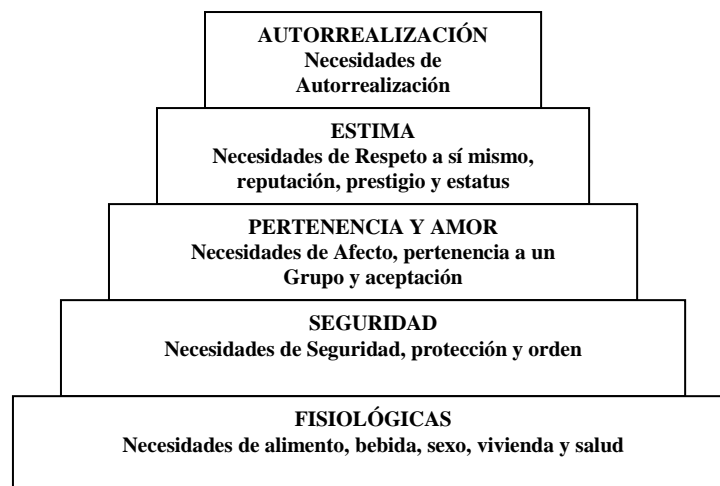 AUTORREALIZACIÓN
Necesidades de
Autorrealización
ESTIMA
Necesidades de Respeto a sí mismo,
reputación, prestigio y estatus
PERTENENCIA Y AMOR
Necesidades de Afecto, pertenencia a un
Grupo y aceptación
SEGURIDAD
Necesidades de Seguridad, protección y orden
FISIOLÓGICAS
Necesidades de alimento, bebida, sexo, vivienda y salud